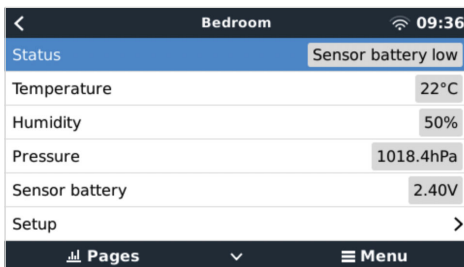 Bedroom 09:36
Status Sensor battery low
Temperature 22°C
Humidity 50%
Pressure 1018.4hPa
Sensor battery 2.40V
Setup
Pages Menu